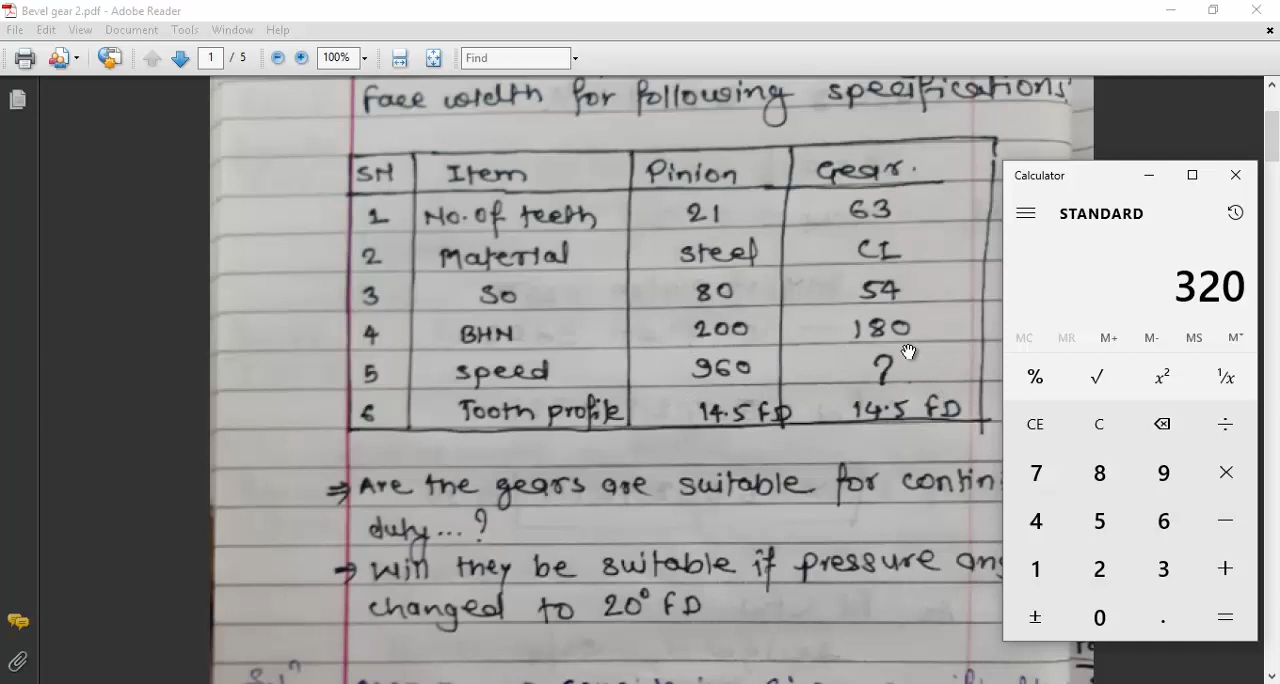 Bevel gear 2.pdf - Adobe Reader
File Edit View Document Tools Window Help
1 / 5 100% Find
Face width for following specifications
SN Item Pinion Gear.
1 No. of teeth 21 63
2 Material steel CI
3 So 80 54
4 BHN 200 180
5 speed 960 ?
6 Tooth profile 14.5 FD 14.5 FD
⇒ Are the gears are suitable for contin
duty...?
⇒ Will they be suitable if pressure ang
changed to 20° FD
Calculator
STANDARD
320
MC MR M+ M- MS M˅
% √ x² ¹/x
CE C ⌫ ÷
7 8 9 ×
4 5 6 −
1 2 3 +
± 0 . =